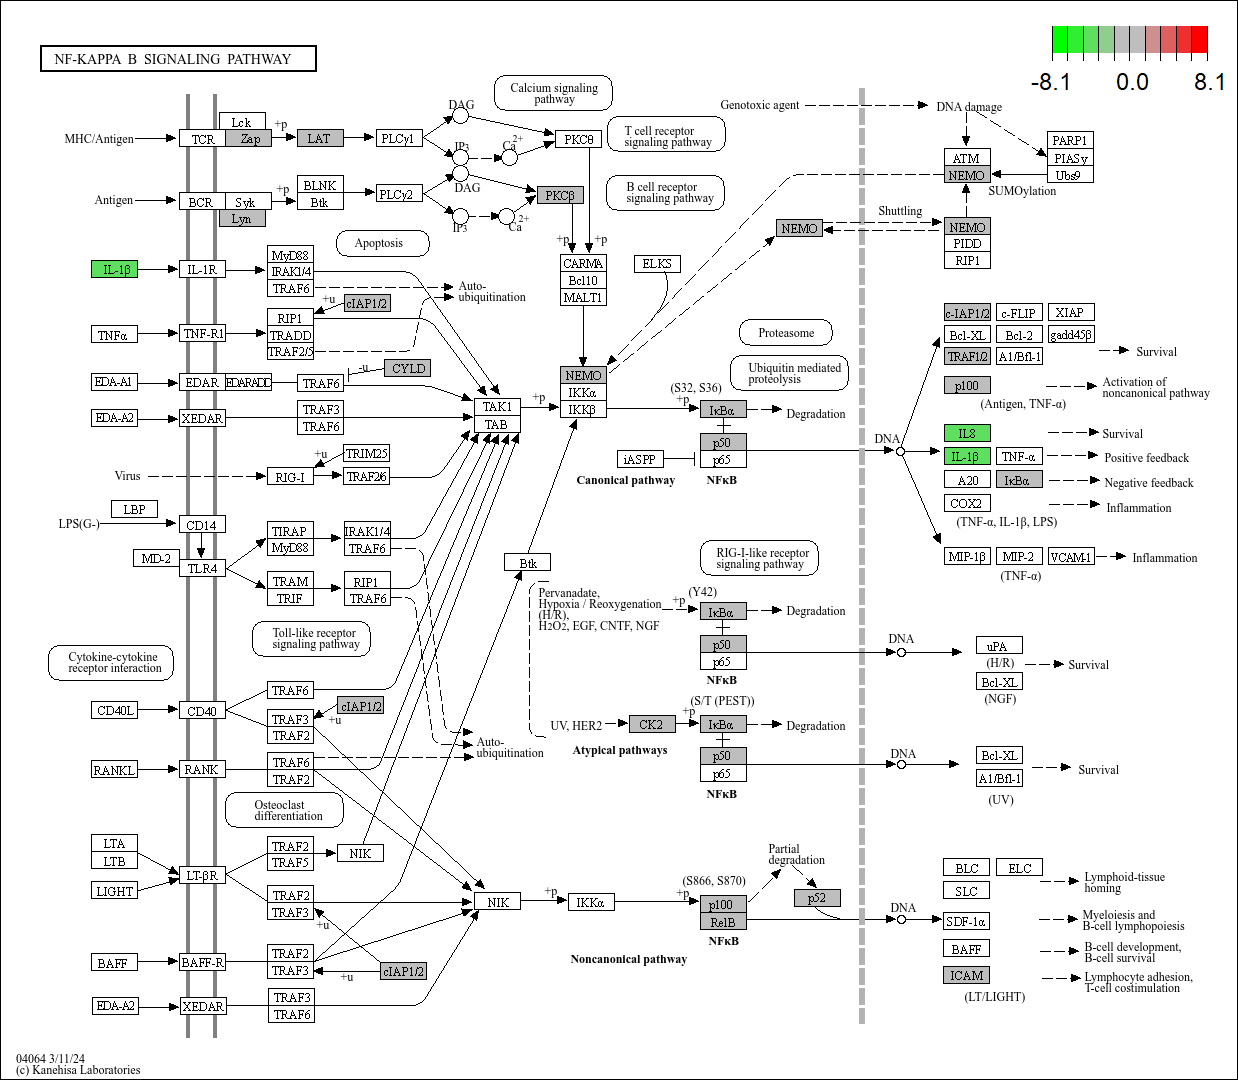 NF-KAPPA B SIGNALING PATHWAY
-8.1 0.0 8.1
Calcium signaling
pathway
T cell receptor
signaling pathway
B cell receptor
signaling pathway
Apoptosis
Proteasome
Ubiquitin mediated
proteolysis
RIG-I-like receptor
signaling pathway
Toll-like receptor
signaling pathway
Cytokine-cytokine
receptor interaction
Osteoclast
differentiation
MHC/Antigen
TCR
Lck
Zap
+p
LAT
PLCγ1
DAG
IP3
Ca2+
PKCθ
Antigen
BCR
Syk
Lyn
+p
BLNK
Btk
PLCγ2
DAG
IP3
Ca2+
PKCβ
+p
+p
CARMA
Bcl10
MALT1
ELKS
Genotoxic agent
DNA damage
ATM
NEMO
PARP1
PIASy
Ubs9
SUMOylation
Shuttling
NEMO
NEMO
PIDD
RIP1
IL-1β
IL-1R
MyD88
IRAK1/4
TRAF6
Auto-
ubiquitination
TNFα
TNF-R1
RIP1
TRADD
TRAF2/5
+u
cIAP1/2
EDA-A1
EDAR
EDARADD
TRAF6
-u
CYLD
EDA-A2
XEDAR
TRAF3
TRAF6
TAK1
TAB
+p
NEMO
IKKα
IKKβ
(S32, S36)
+p
IκBα
Degradation
p50
p65
NFκB
iASPP
Canonical pathway
DNA
Virus
RIG-I
+u
TRIM25
TRAF2/6
LBP
LPS(G-)
CD14
MD-2
TLR4
TIRAP
MyD88
IRAK1/4
TRAF6
TRAM
TRIF
RIP1
TRAF6
Btk
Pervanadate,
Hypoxia / Reoxygenation
(H/R),
H2O2, EGF, CNTF, NGF
(Y42)
+p
IκBα
Degradation
p50
p65
NFκB
DNA
uPA
(H/R)
Bcl-XL
(NGF)
Survival
(S/T (PEST))
UV, HER2
CK2
+p
IκBα
Degradation
Atypical pathways
p50
p65
NFκB
DNA
Bcl-XL
A1/Bfl-1
(UV)
Survival
c-IAP1/2
c-FLIP
XIAP
Bcl-XL
Bcl-2
gadd45β
TRAF1/2
A1/Bfl-1
Survival
p100
Activation of
noncanonical pathway
(Antigen, TNF-α)
IL8
Survival
IL-1β
TNF-α
Positive feedback
A20
IκBα
Negative feedback
COX2
Inflammation
(TNF-α, IL-1β, LPS)
MIP-1β
MIP-2
VCAM-1
Inflammation
(TNF-α)
CD40L
CD40
TRAF6
TRAF3
TRAF2
cIAP1/2
+u
Auto-
ubiquitination
RANKL
RANK
TRAF6
TRAF2
LTA
LTB
LIGHT
LT-βR
TRAF2
TRAF5
NIK
TRAF2
TRAF3
+u
NIK
+p
IKKα
(S866, S870)
+p
p100
RelB
NFκB
Partial
degradation
p52
DNA
Noncanonical pathway
BAFF
BAFF-R
TRAF2
TRAF3
+u
cIAP1/2
EDA-A2
XEDAR
TRAF3
TRAF6
BLC
ELC
SLC
Lymphoid-tissue
homing
SDF-1α
Myeloiesis and
B-cell lymphopoiesis
BAFF
B-cell development,
B-cell survival
ICAM
Lymphocyte adhesion,
T-cell costimulation
(LT/LIGHT)
04064 3/11/24
(c) Kanehisa Laboratories